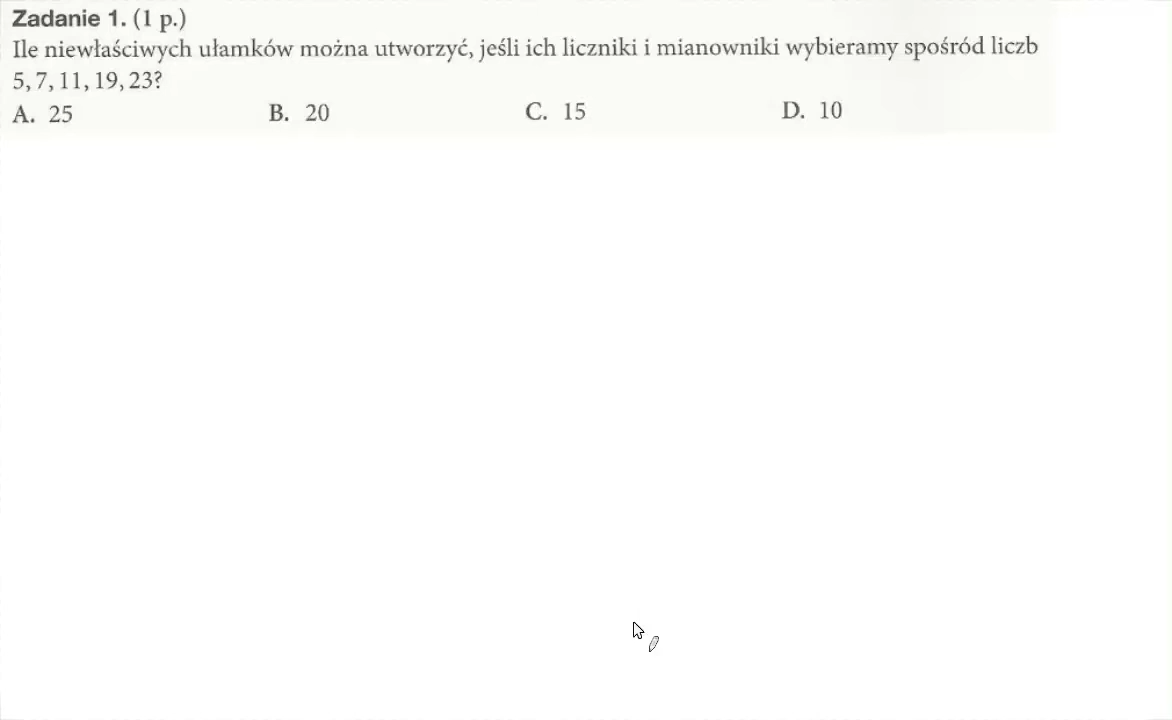 Zadanie 1. (1 p.)
Ile niewłaściwych ułamków można utworzyć, jeśli ich liczniki i mianowniki wybieramy spośród liczb
5, 7, 11, 19, 23?
A. 25 B. 20 C. 15 D. 10